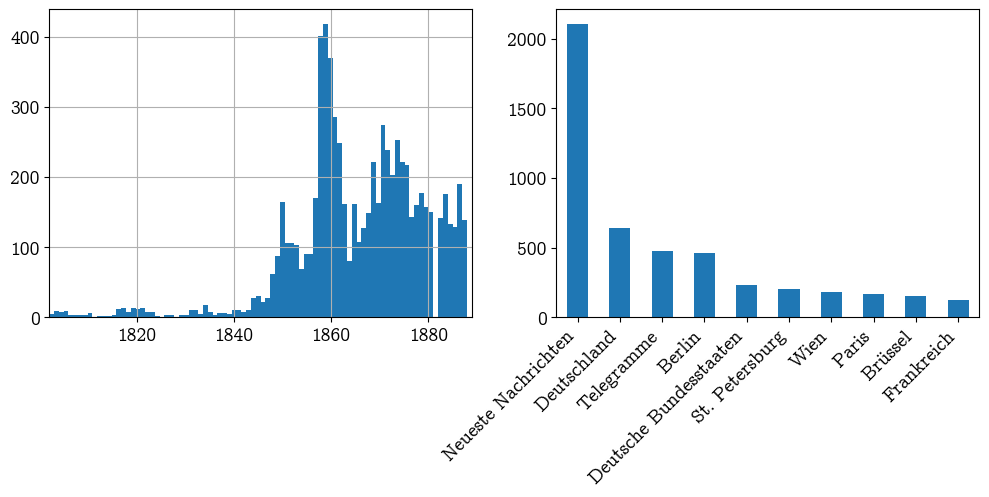 400
300
200
100
0
1820 1840 1860 1880
2000
1500
1000
500
0
Neueste Nachrichten
Deutschland
Telegramme
Berlin
Deutsche Bundesstaaten
St. Petersburg
Wien
Paris
Brüssel
Frankreich